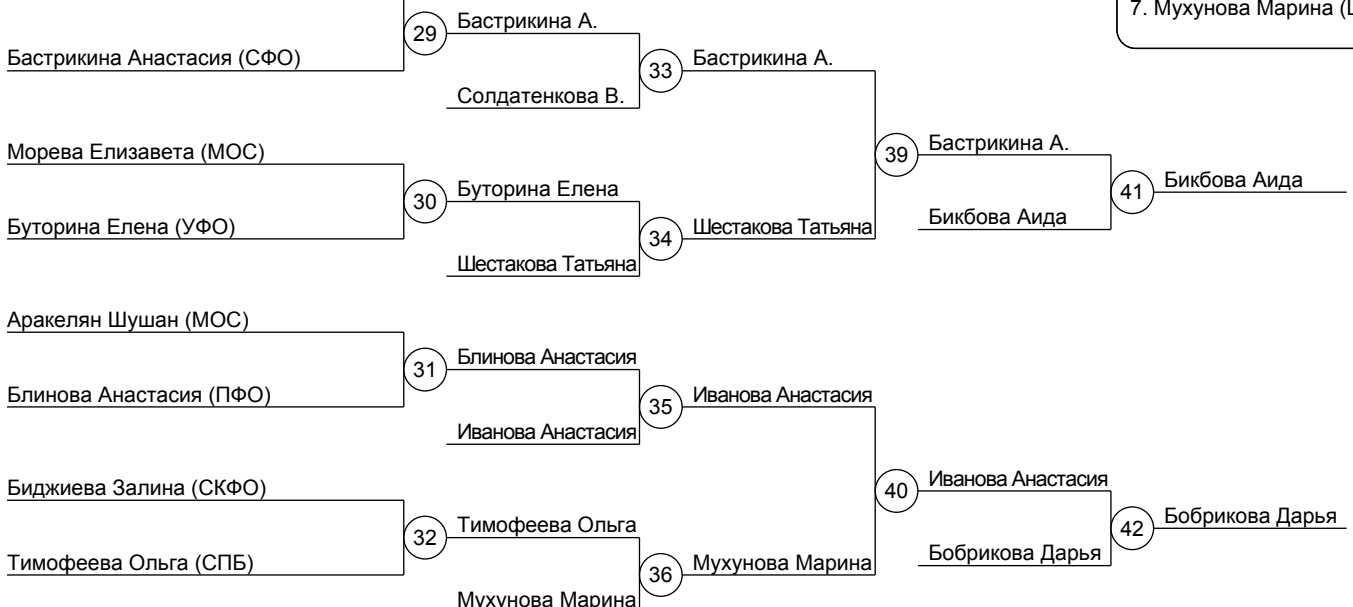 7. Мухунова Марина (
29
Бастрикина А.
Бастрикина Анастасия (СФО)
33
Бастрикина А.
Солдатенкова В.
Морева Елизавета (МОС)
39
Бастрикина А.
30
Буторина Елена
41
Бикбова Аида
Буторина Елена (УФО)
34
Шестакова Татьяна
Бикбова Аида
Шестакова Татьяна
Аракелян Шушан (МОС)
31
Блинова Анастасия
Блинова Анастасия (ПФО)
35
Иванова Анастасия
Иванова Анастасия
Биджиева Залина (СКФО)
40
Иванова Анастасия
32
Тимофеева Ольга
42
Бобрикова Дарья
Тимофеева Ольга (СПБ)
36
Мухунова Марина
Бобрикова Дарья
Мухунова Марина